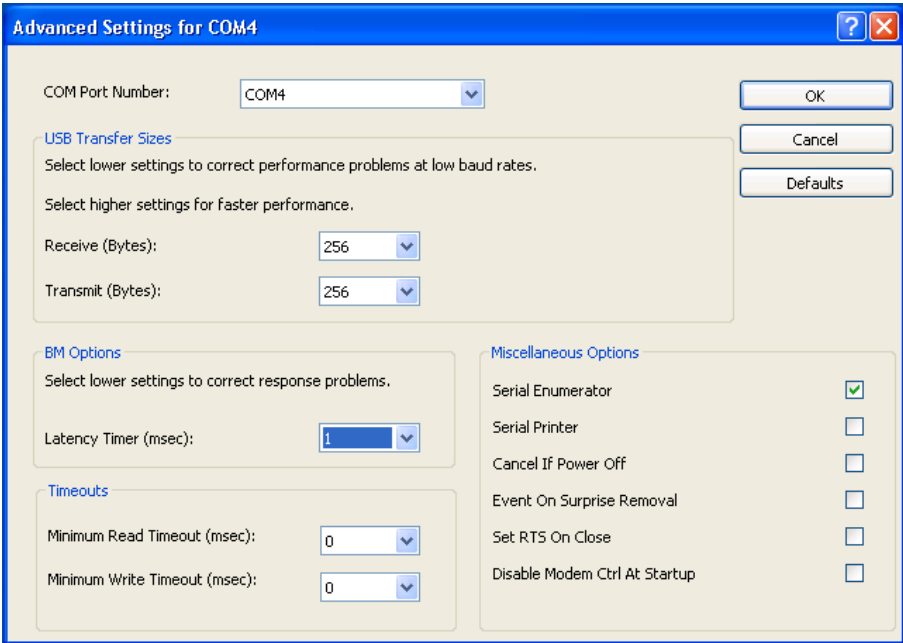 Advanced Settings for COM4
COM Port Number: COM4
OK
USB Transfer Sizes
Cancel
Select lower settings to correct performance problems at low baud rates.
Defaults
Select higher settings for faster performance.
Receive (Bytes): 256
Transmit (Bytes): 256
BM Options
Select lower settings to correct response problems.
Latency Timer (msec): 1
Timeouts
Minimum Read Timeout (msec): 0
Minimum Write Timeout (msec): 0
Miscellaneous Options
Serial Enumerator
Serial Printer
Cancel If Power Off
Event On Surprise Removal
Set RTS On Close
Disable Modem Ctrl At Startup